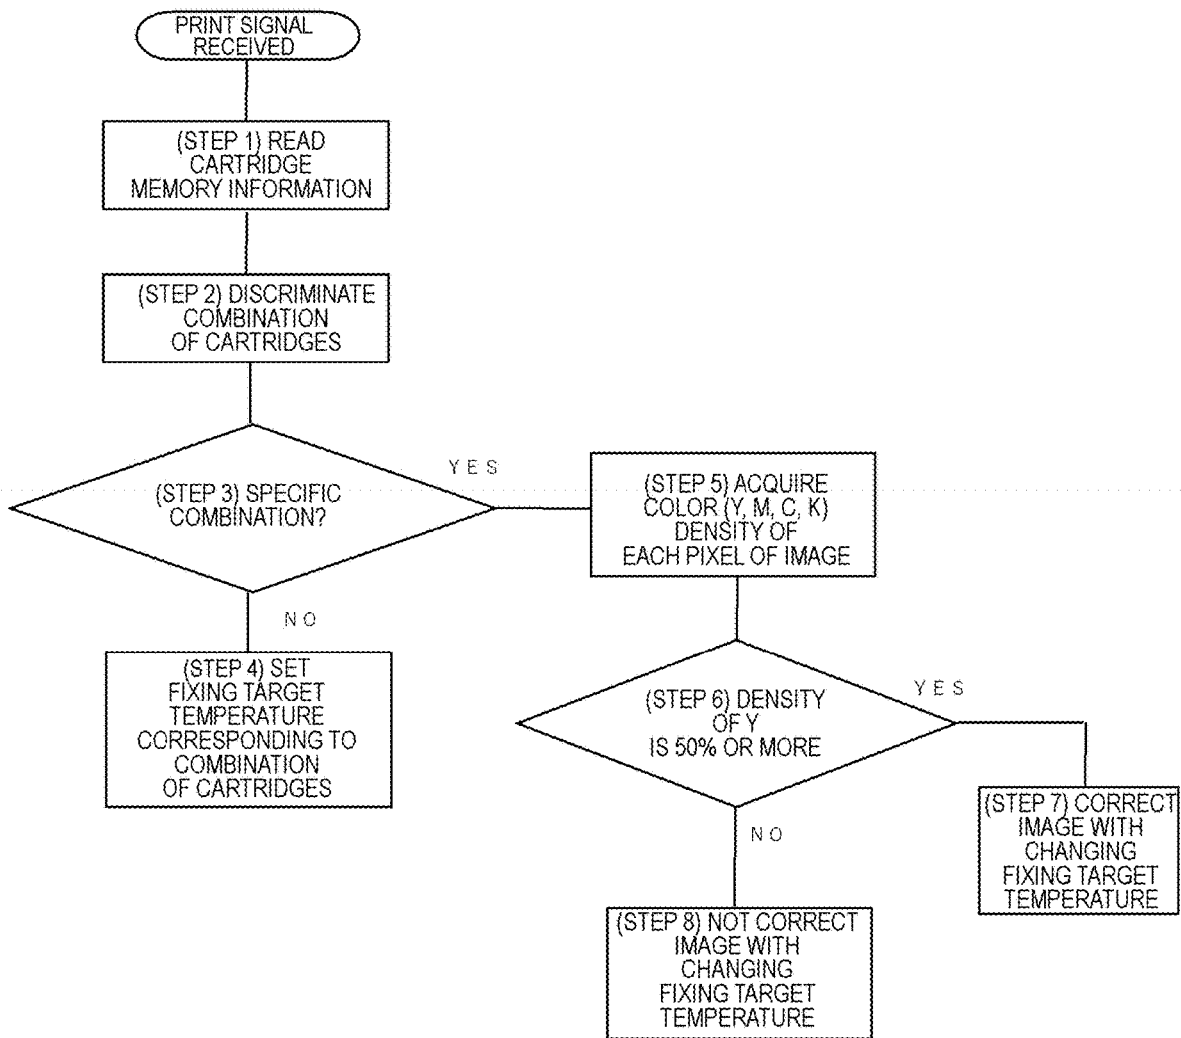 PRINT SIGNAL
RECEIVED
(STEP 1) READ
CARTRIDGE
MEMORY INFORMATION
(STEP 2) DISCRIMINATE
COMBINATION
OF CARTRIDGES
(STEP 3) SPECIFIC
COMBINATION?
YES
NO
(STEP 4) SET
FIXING TARGET
TEMPERATURE
CORRESPONDING TO
COMBINATION
OF CARTRIDGES
(STEP 5) ACQUIRE
COLOR (Y, M, C, K)
DENSITY OF
EACH PIXEL OF IMAGE
(STEP 6) DENSITY
OF Y
IS 50% OR MORE
YES
NO
(STEP 7) CORRECT
IMAGE WITH
CHANGING
FIXING TARGET
TEMPERATURE
(STEP 8) NOT CORRECT
IMAGE WITH
CHANGING
FIXING TARGET
TEMPERATURE